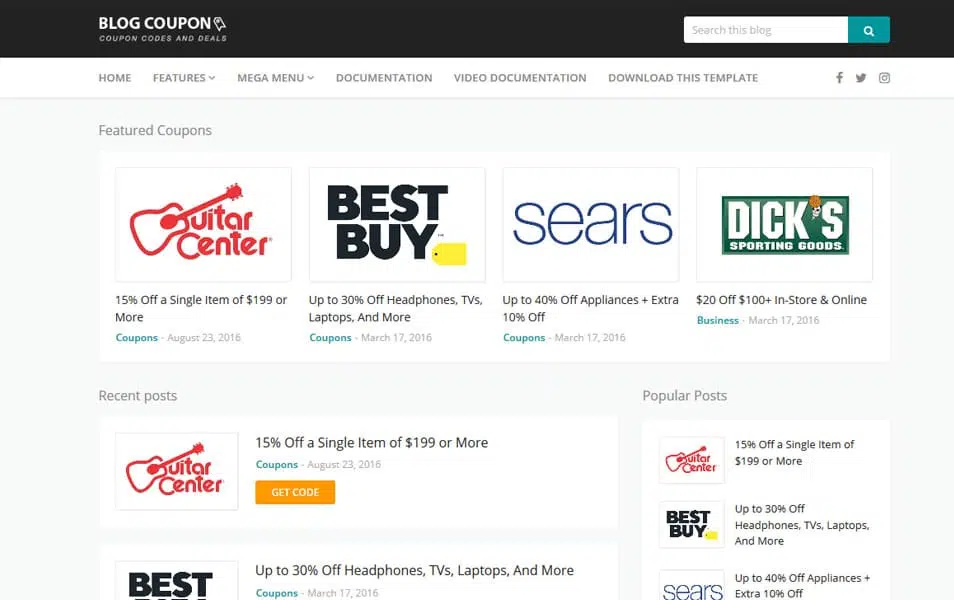 BLOG COUPON
COUPON CODES AND DEALS
Search this blog
HOME FEATURES MEGA MENU DOCUMENTATION VIDEO DOCUMENTATION DOWNLOAD THIS TEMPLATE
Featured Coupons
Guitar
Center
15% Off a Single Item of $199 or
More
Coupons - August 23, 2016
BEST
BUY
Up to 30% Off Headphones, TVs,
Laptops, And More
Coupons - March 17, 2016
sears
Up to 40% Off Appliances + Extra
10% Off
Coupons - March 17, 2016
DICK'S
SPORTING GOODS
$20 Off $100+ In-Store & Online
Business - March 17, 2016
Recent posts
Guitar
Center
15% Off a Single Item of $199 or More
Coupons - August 23, 2016
GET CODE
BEST
Up to 30% Off Headphones, TVs, Laptops, And More
Coupons - March 17, 2016
Popular Posts
Guitar
Center
15% Off a Single Item of
$199 or More
BEST
BUY
Up to 30% Off
Headphones, TVs, Laptops,
And More
sears
Up to 40% Off Appliances +
Extra 10% Off